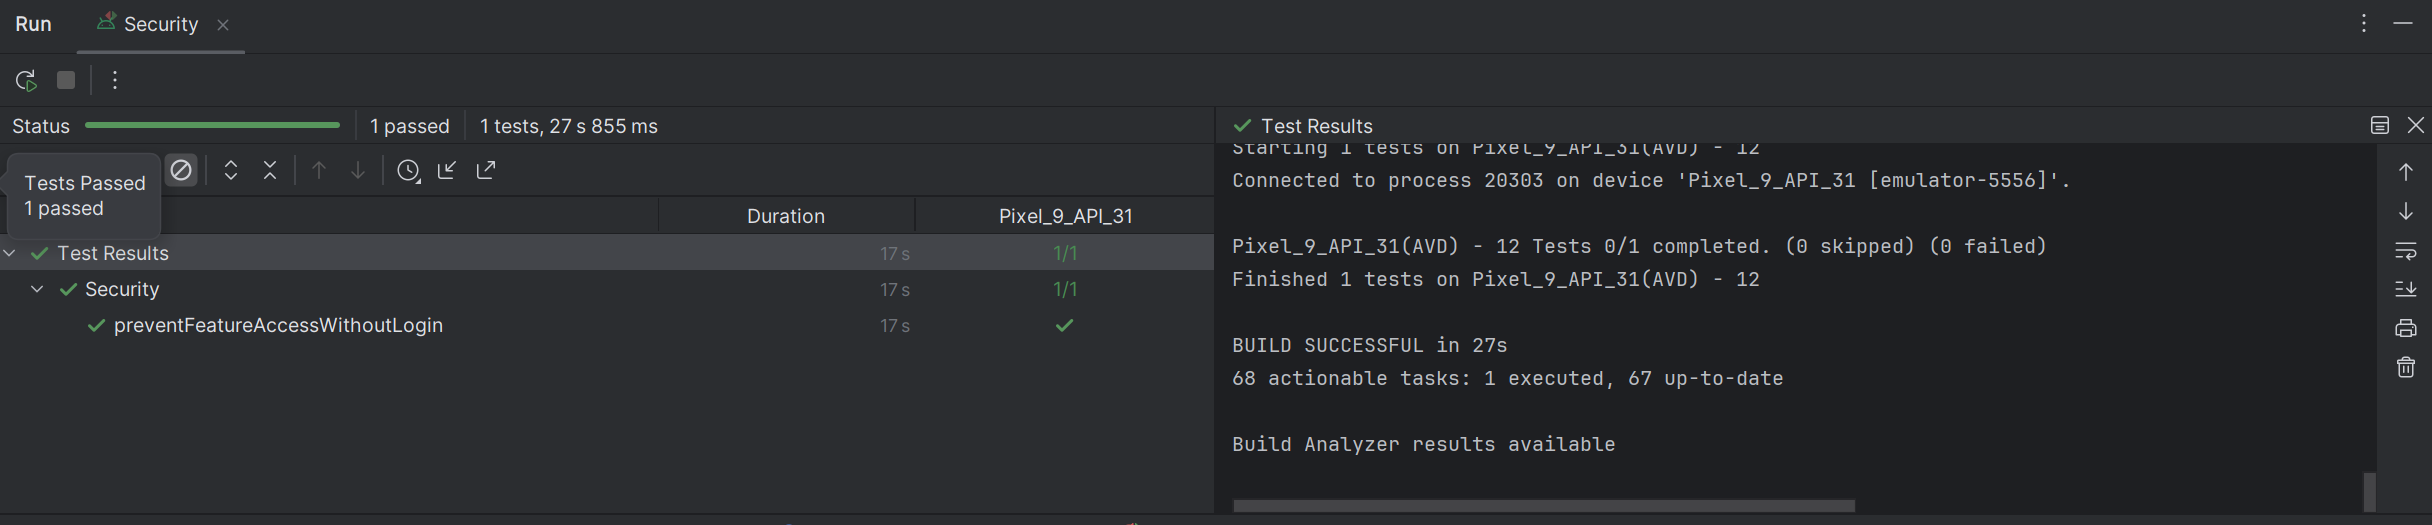 Run
Security
Status
1 passed
1 tests, 27 s 855 ms
Tests Passed
1 passed
Duration
Pixel_9_API_31
Test Results 17 s 1/1
Security 17 s 1/1
preventFeatureAccessWithoutLogin 17 s
Test Results
Starting 1 tests on Pixel_9_API_31(AVD) - 12
Connected to process 20303 on device 'Pixel_9_API_31 [emulator-5556]'.
Pixel_9_API_31(AVD) - 12 Tests 0/1 completed. (0 skipped) (0 failed)
Finished 1 tests on Pixel_9_API_31(AVD) - 12
BUILD SUCCESSFUL in 27s
68 actionable tasks: 1 executed, 67 up-to-date
Build Analyzer results available